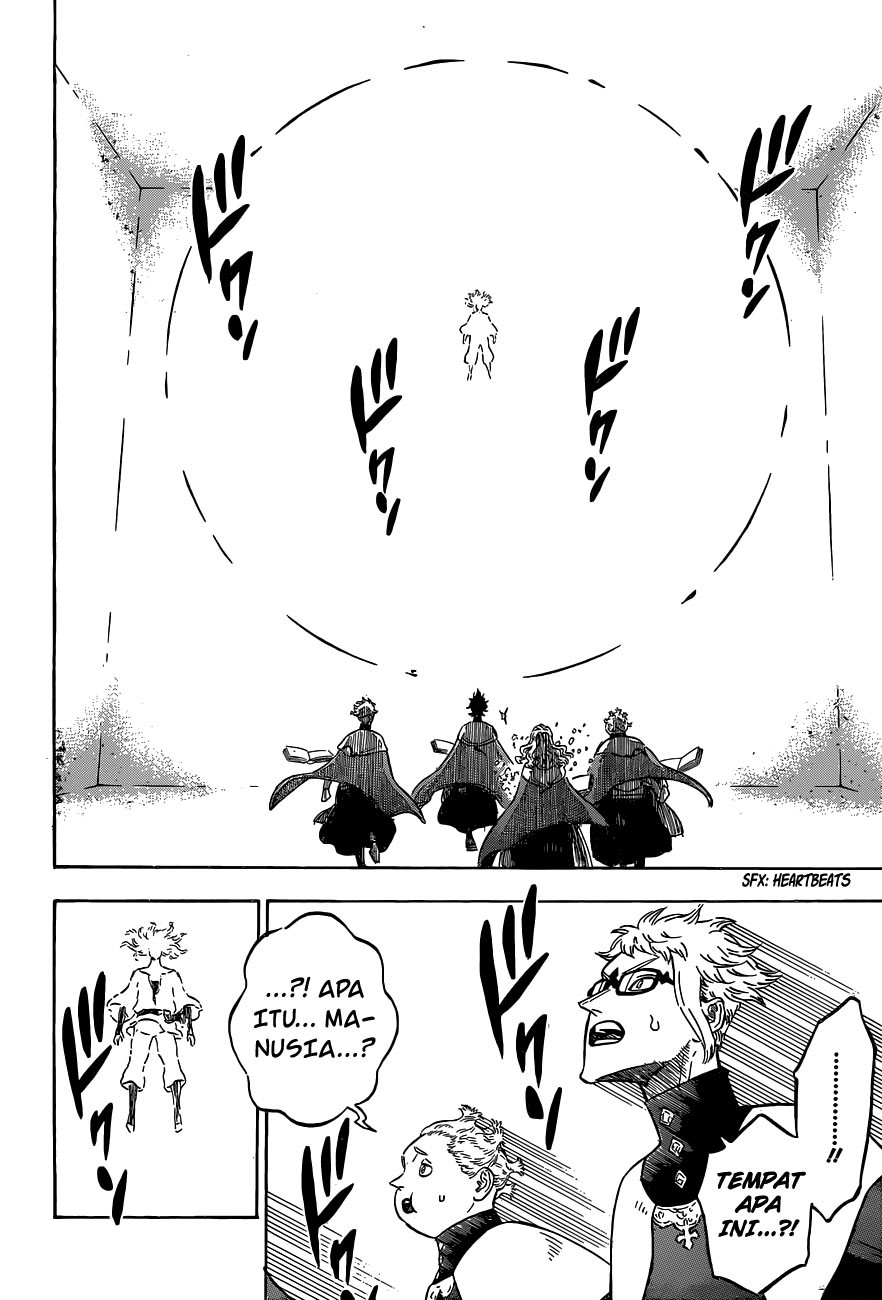 ドクン
ドクン
ドクン
ドクン
SFX: HEARTBEATS
.........!!
TEMPAT
APA
INI...?!
ドクン
...?! APA
ITU... MA-
NUSIA...?
ドクン
ドクン